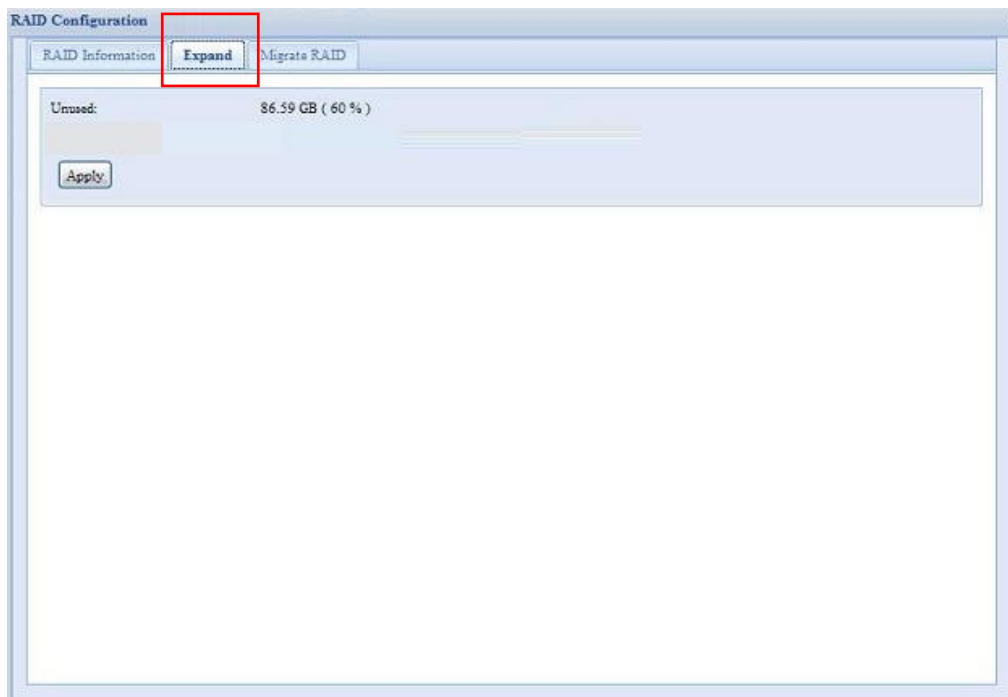 RAID Configuration
RAID Information Expand Migrate RAID
Unused: 86.59 GB ( 60 % )
Apply